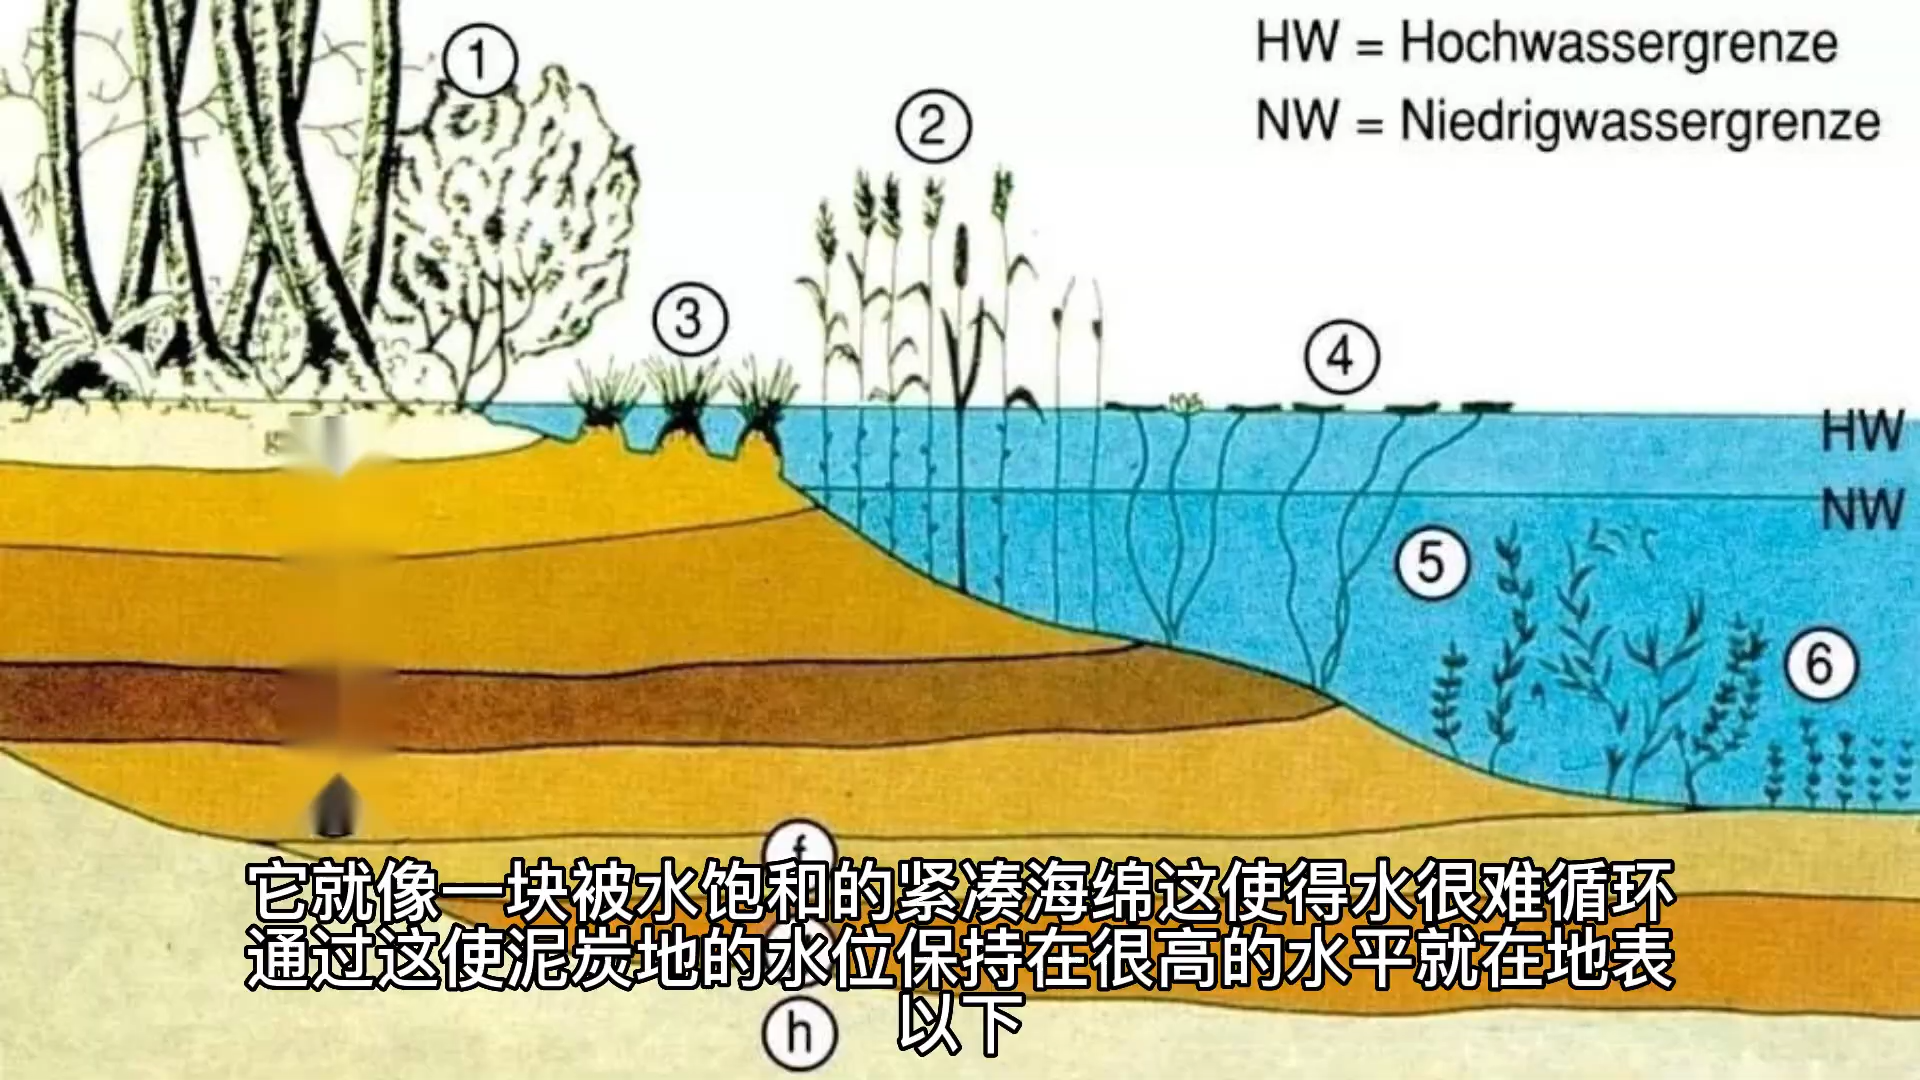 HW = Hochwassergrenze
NW = Niedrigwassergrenze
1
2
3
4
HW
NW
5
6
f
它就像一块被水饱和的紧凑海绵这使得水很难循环
通过这使泥炭地的水位保持在很高的水平就在地表
以下
h